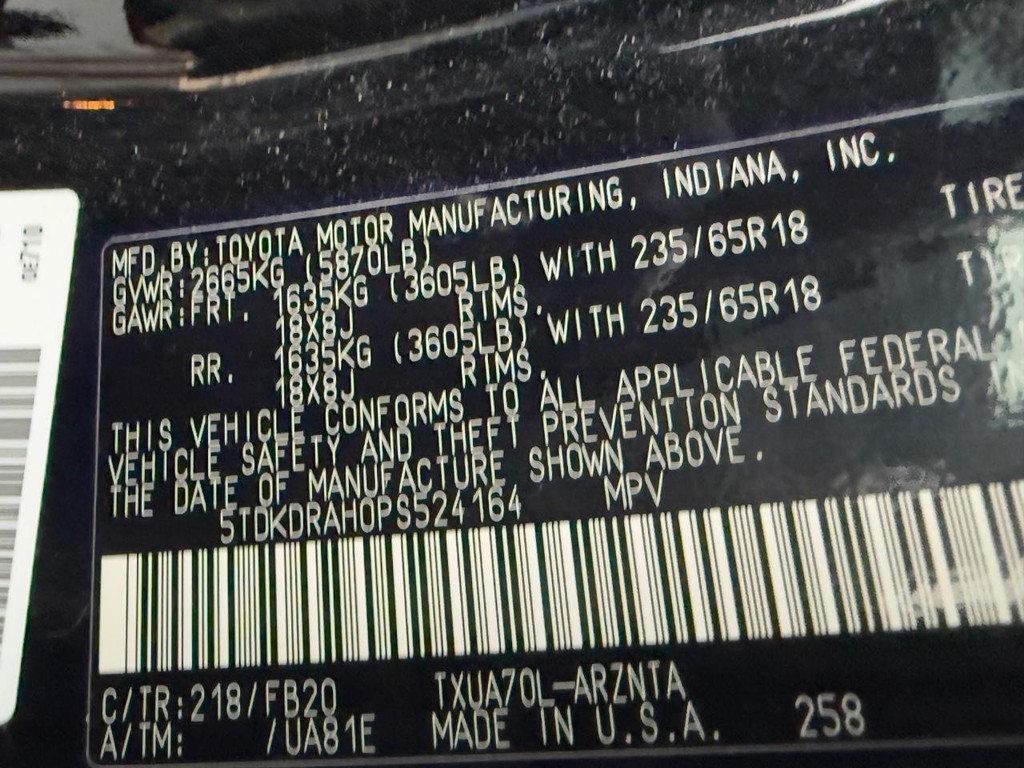 MFD.BY:TOYOTA MOTOR MANUFACTURING, INDIANA, INC.
GVWR:2665KG (5870LB)
GAWR:FRT. 1635KG (3605LB) WITH 235/65R18 TIRE
18X8J RIMS.
RR. 1635KG (3605LB) WITH 235/65R18
18X8J RIMS.
THIS VEHICLE CONFORMS TO ALL APPLICABLE FEDERAL
VEHICLE SAFETY AND THEFT PREVENTION STANDARDS
THE DATE OF MANUFACTURE SHOWN ABOVE.
5TDKDRAH0PS524164 MPV
C/TR:218/FB20 TXUA70L-ARZNTA
A/TM: /UA81E MADE IN U.S.A. 258
0E7710